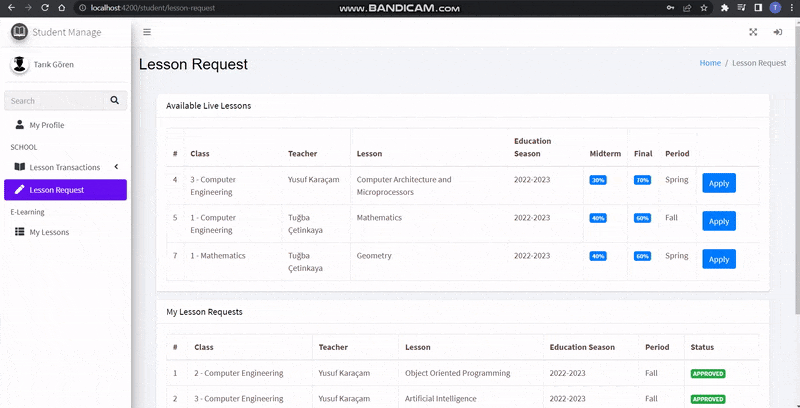 localhost:4200/student/lesson-request
www.BANDICAM.com
T
Student Manage
Tarık Gören
Search
My Profile
SCHOOL
Lesson Transactions
Lesson Request
E-Learning
My Lessons
Lesson Request
Home / Lesson Request
Available Live Lessons
# Class Teacher Lesson Education Season Midterm Final Period
4 3 - Computer Engineering Yusuf Karaçam Computer Architecture and Microprocessors 2022-2023 30% 70% Spring Apply
5 1 - Computer Engineering Tuğba Çetinkaya Mathematics 2022-2023 40% 60% Fall Apply
7 1 - Mathematics Tuğba Çetinkaya Geometry 2022-2023 40% 60% Spring Apply
My Lesson Requests
# Class Teacher Lesson Education Season Period Status
1 2 - Computer Engineering Yusuf Karaçam Object Oriented Programming 2022-2023 Fall APPROVED
2 3 - Computer Engineering Yusuf Karaçam Artificial Intelligence 2022-2023 Fall APPROVED